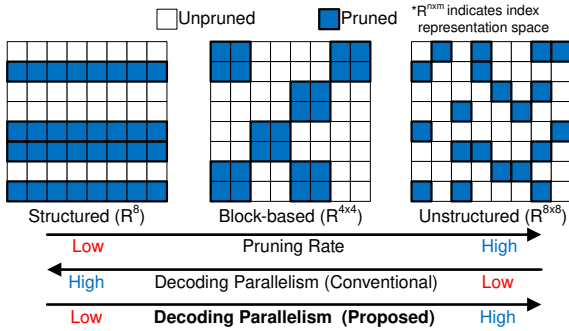 Unpruned
Pruned
*R^{nxm} indicates index
representation space
Structured (R^{8})
Block-based (R^{4x4})
Unstructured (R^{8x8})
Low
Pruning Rate
High
High
Decoding Parallelism (Conventional)
Low
Low
Decoding Parallelism (Proposed)
High